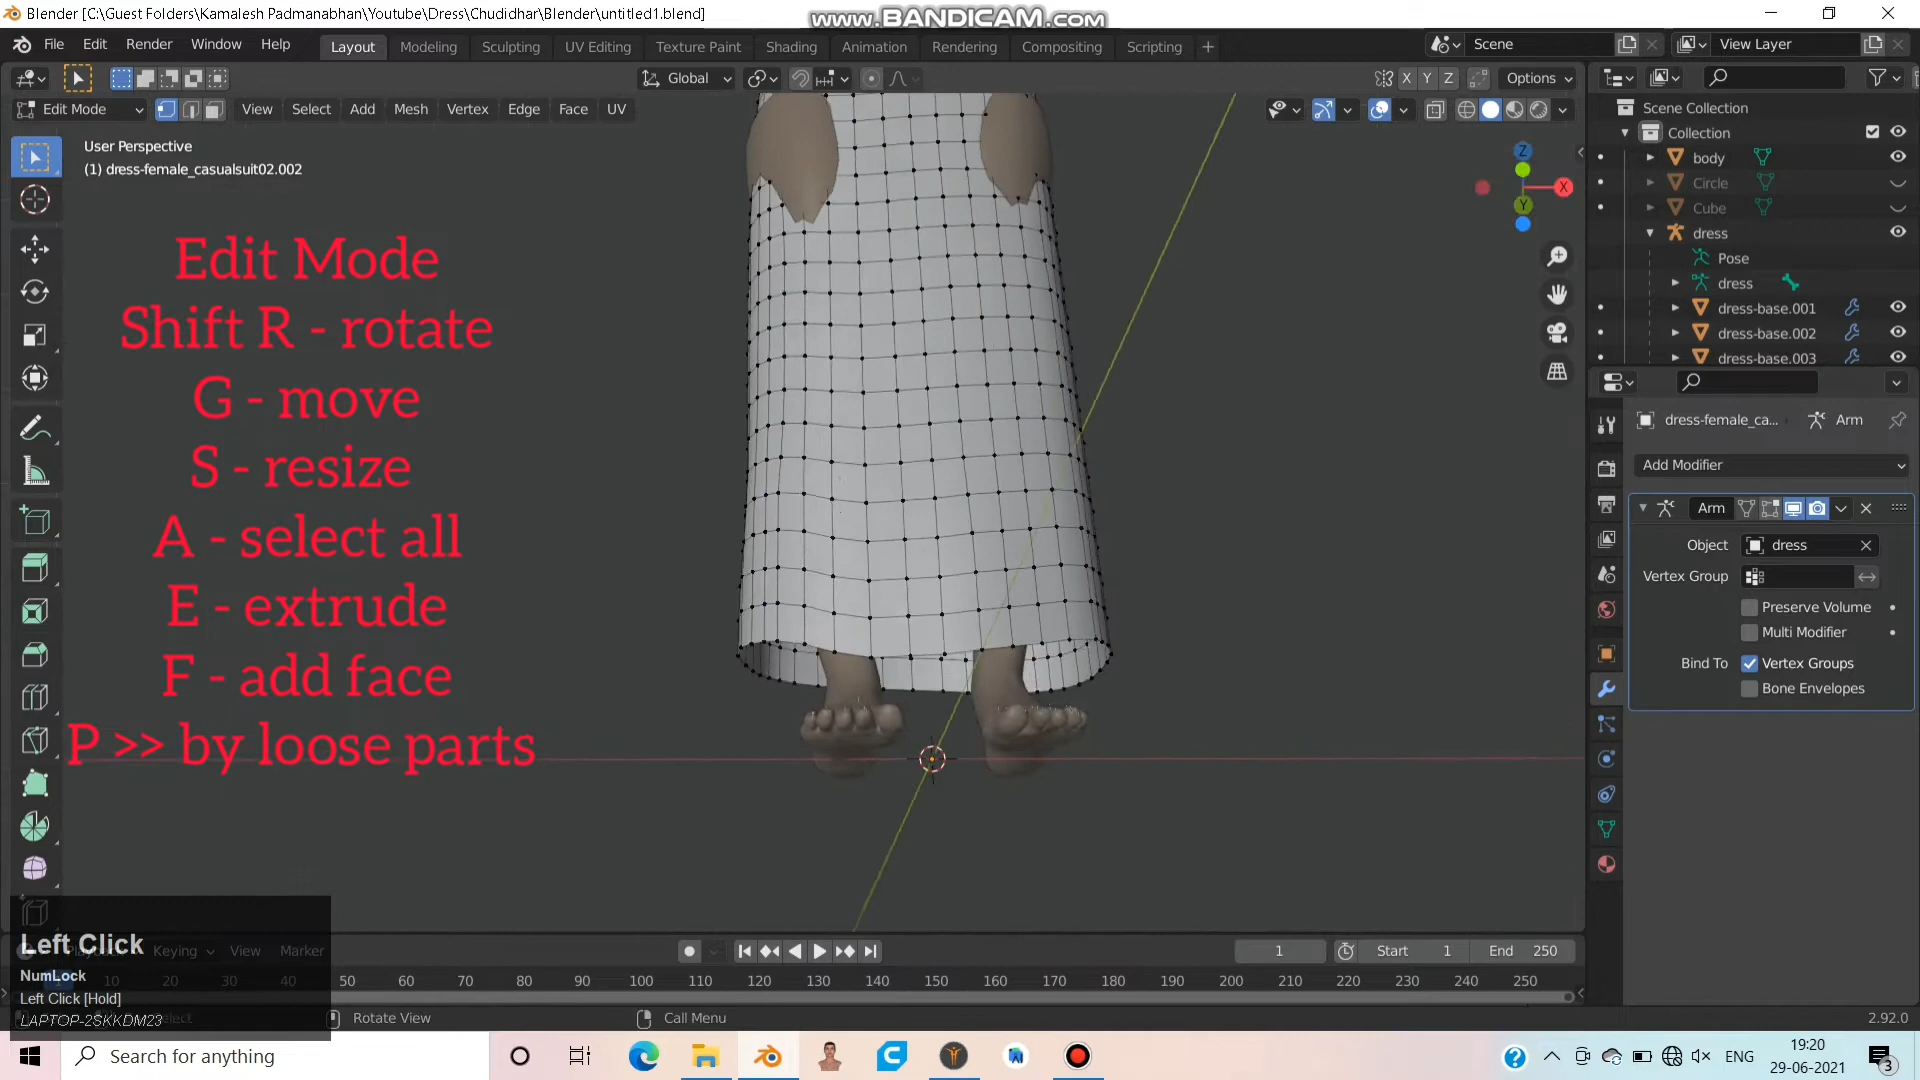 Blender [C:\Guest Folders\Kamalesh Padmanabhan\Youtube\Dress\Chudidhar\Blender\untitled1.blend]
www.BANDICAM.com
File Edit Render Window Help
Layout Modeling Sculpting UV Editing Texture Paint Shading Animation Rendering Compositing Scripting +
Scene
View Layer
Global
X Y Z
Options
Edit Mode View Select Add Mesh Vertex Edge Face UV
User Perspective
(1) dress-female_casualsuit02.002
Z
X
Y
Scene Collection
Collection
body
Circle
Cube
dress
Pose
dress
dress-base.001
dress-base.002
dress-base.003
dress-female_ca... Arm
Add Modifier
Arm
Object dress
Vertex Group
Preserve Volume
Multi Modifier
Bind To Vertex Groups
Bone Envelopes
Edit Mode
Shift R - rotate
G - move
S - resize
A - select all
E - extrude
F - add face
P >> by loose parts
Left Click
NumLock
Left Click [Hold]
LAPTOP-2SKKDM23
Keying View Marker
1
Start 1
End 250
10 20 30 40 50 60 70 80 90 100 110 120 130 140 150 160 170 180 190 200 210 220 230 240 250
Rotate View
Call Menu
2.92.0
Search for anything
ENG
19:20
29-06-2021
3